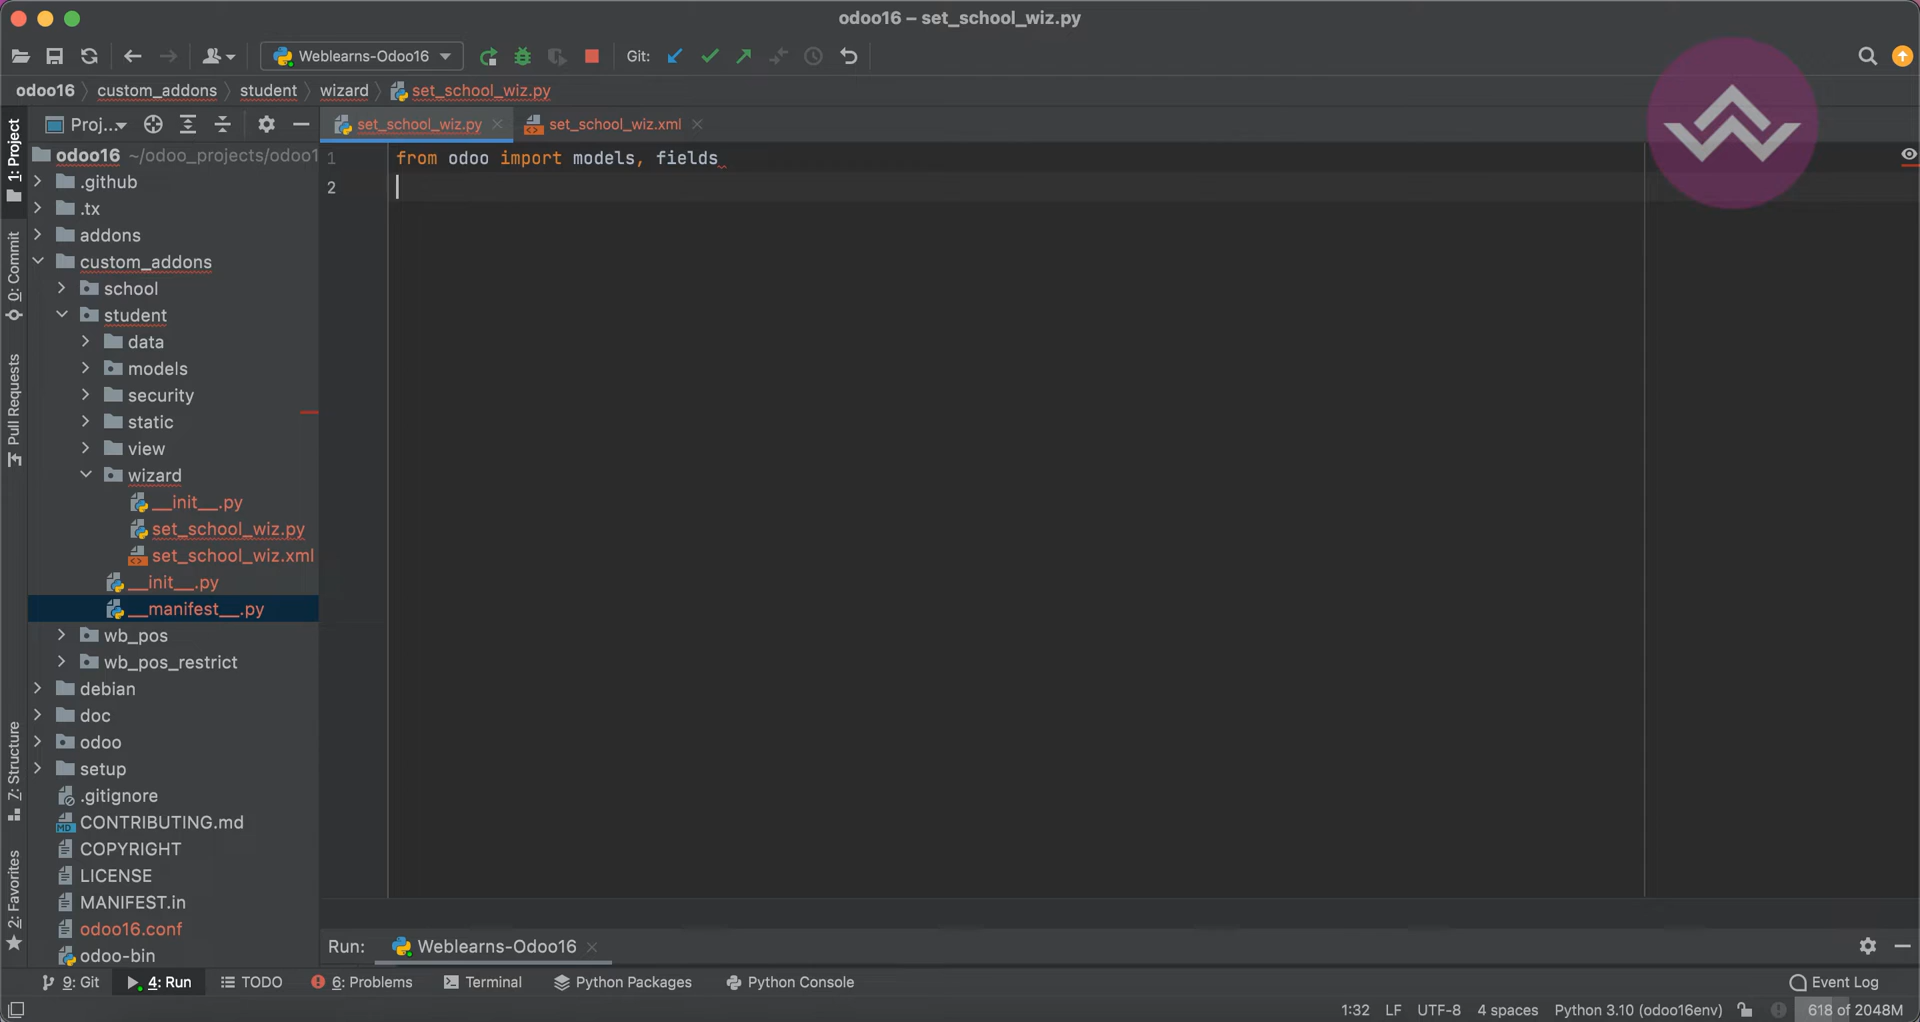 odoo16 – set_school_wiz.py
Weblearns-Odoo16
Git:
odoo16
custom_addons
student
wizard
set_school_wiz.py
1: Project
0: Commit
Pull Requests
Z: Structure
2: Favorites
Proj...
set_school_wiz.py
set_school_wiz.xml
odoo16 ~/odoo_projects/odoo1
.github
.tx
addons
custom_addons
school
student
data
models
security
static
view
wizard
__init__.py
set_school_wiz.py
set_school_wiz.xml
__init__.py
__manifest__.py
wb_pos
wb_pos_restrict
debian
doc
odoo
setup
.gitignore
CONTRIBUTING.md
COPYRIGHT
LICENSE
MANIFEST.in
odoo16.conf
odoo-bin
1 from odoo import models, fields
2
Run: Weblearns-Odoo16
9: Git
4: Run
TODO
6: Problems
Terminal
Python Packages
Python Console
Event Log
1:32 LF UTF-8 4 spaces Python 3.10 (odoo16env) 618 of 2048M